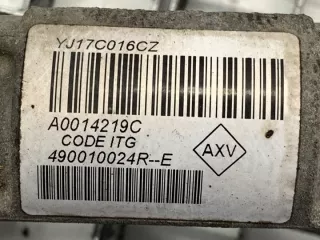 YJ17C016CZ
A0014219C
CODE ITG
490010024R--E
AXV